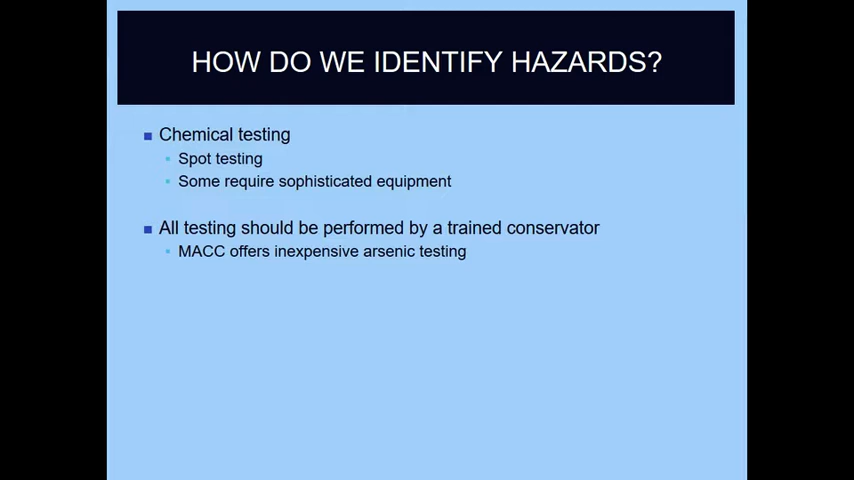 HOW DO WE IDENTIFY HAZARDS?
Chemical testing
Spot testing
Some require sophisticated equipment
All testing should be performed by a trained conservator
MACC offers inexpensive arsenic testing